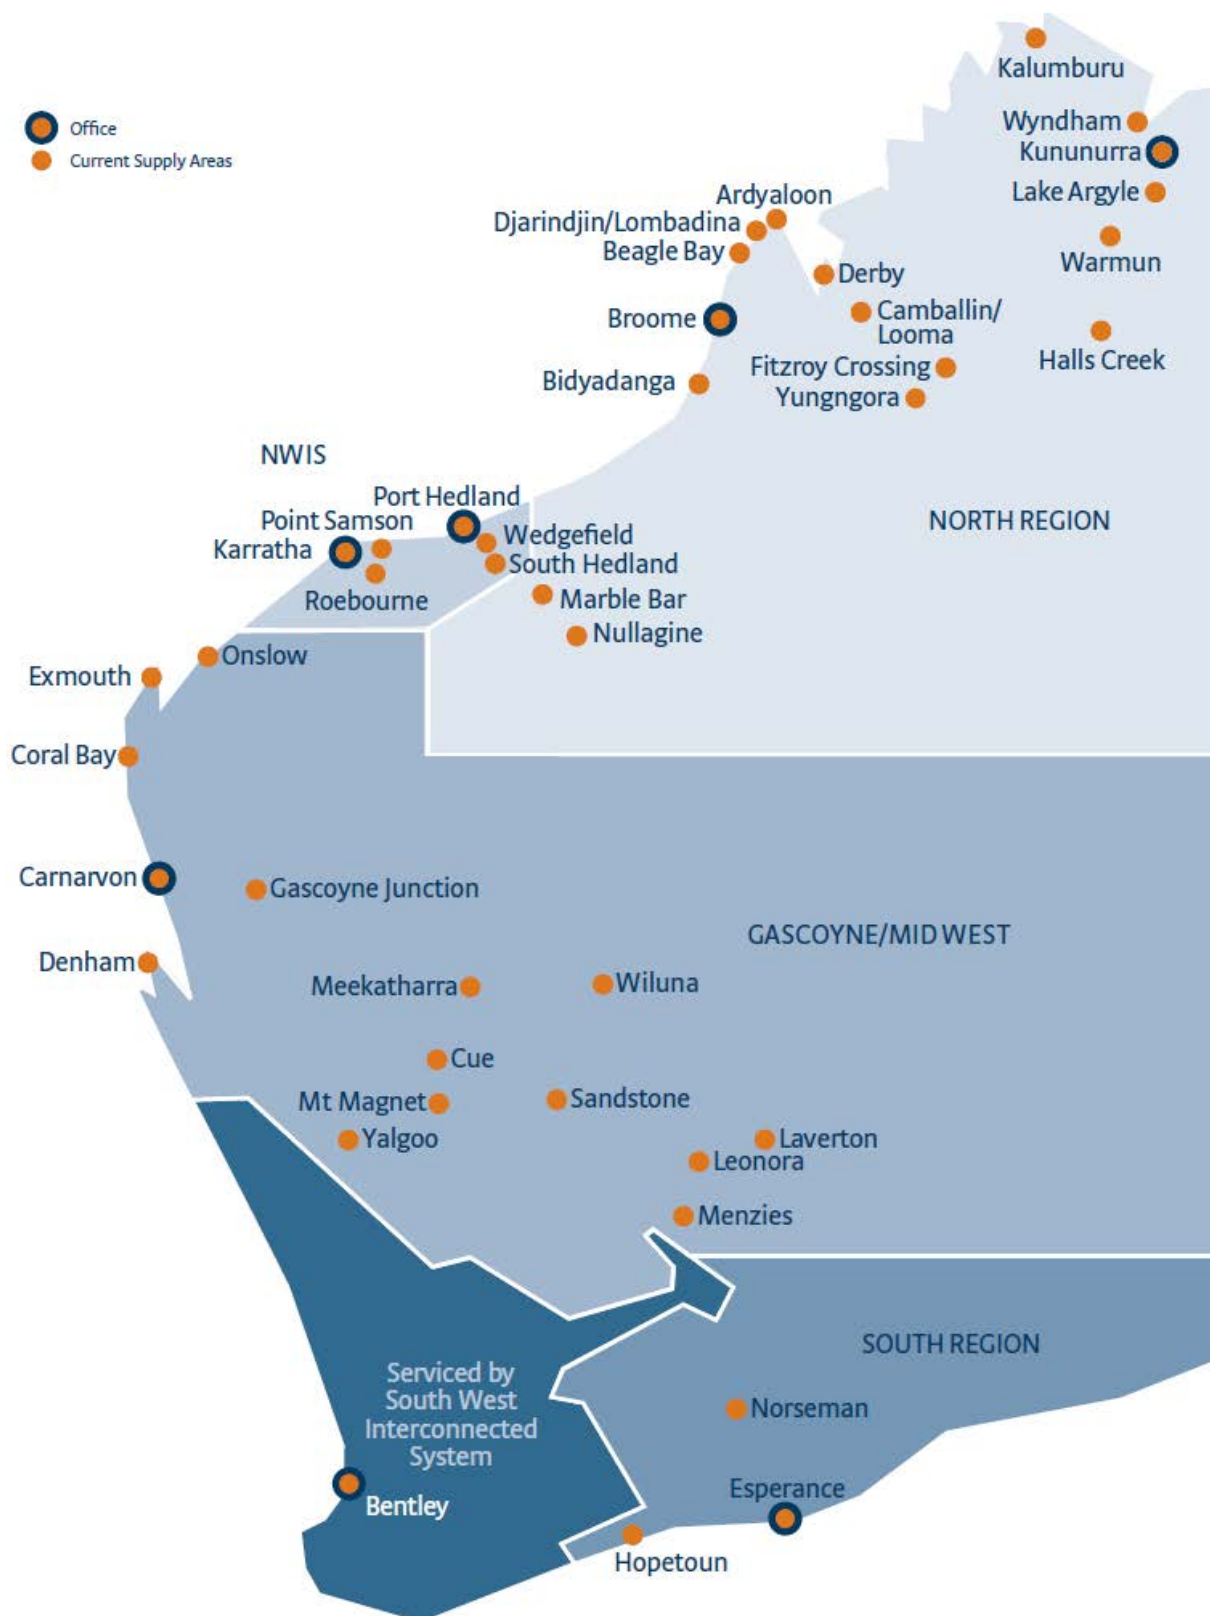 Kalumburu
Office
Wyndham
Current Supply Areas
Kununurra
Lake Argyle
Ardyaloon
Djarindjin/Lombadina
Beagle Bay
Warmun
Derby
Broome
Camballin/
Looma
Halls Creek
Fitzroy Crossing
Bidyadanga
Yungngora
NWIS
Port Hedland
Point Samson
NORTH REGION
Karratha
Wedgefield
South Hedland
Roebourne
Marble Bar
Nullagine
Onslow
Exmouth
Coral Bay
Carnarvon
Gascoyne Junction
GASCOYNE/MID WEST
Denham
Meekatharra
Wiluna
Cue
Mt Magnet
Sandstone
Yalgoo
Laverton
Leonora
Menzies
SOUTH REGION
Serviced by
South West
Interconnected
System
Norseman
Esperance
Bentley
Hopetoun